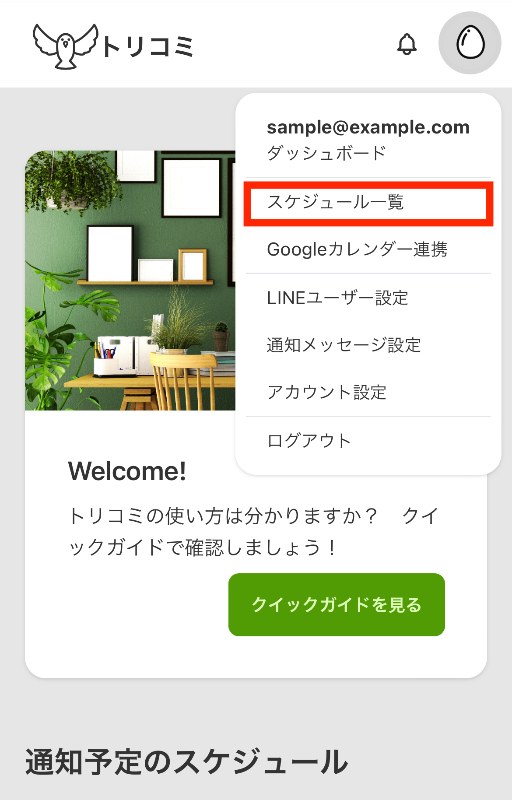 トリコミ
sample@example.com
ダッシュボード
スケジュール一覧
Googleカレンダー連携
LINEユーザー設定
通知メッセージ設定
アカウント設定
ログアウト
Welcome!
トリコミの使い方は分かりますか？　クイ
ックガイドで確認しましょう！
クイックガイドを見る
通知予定のスケジュール